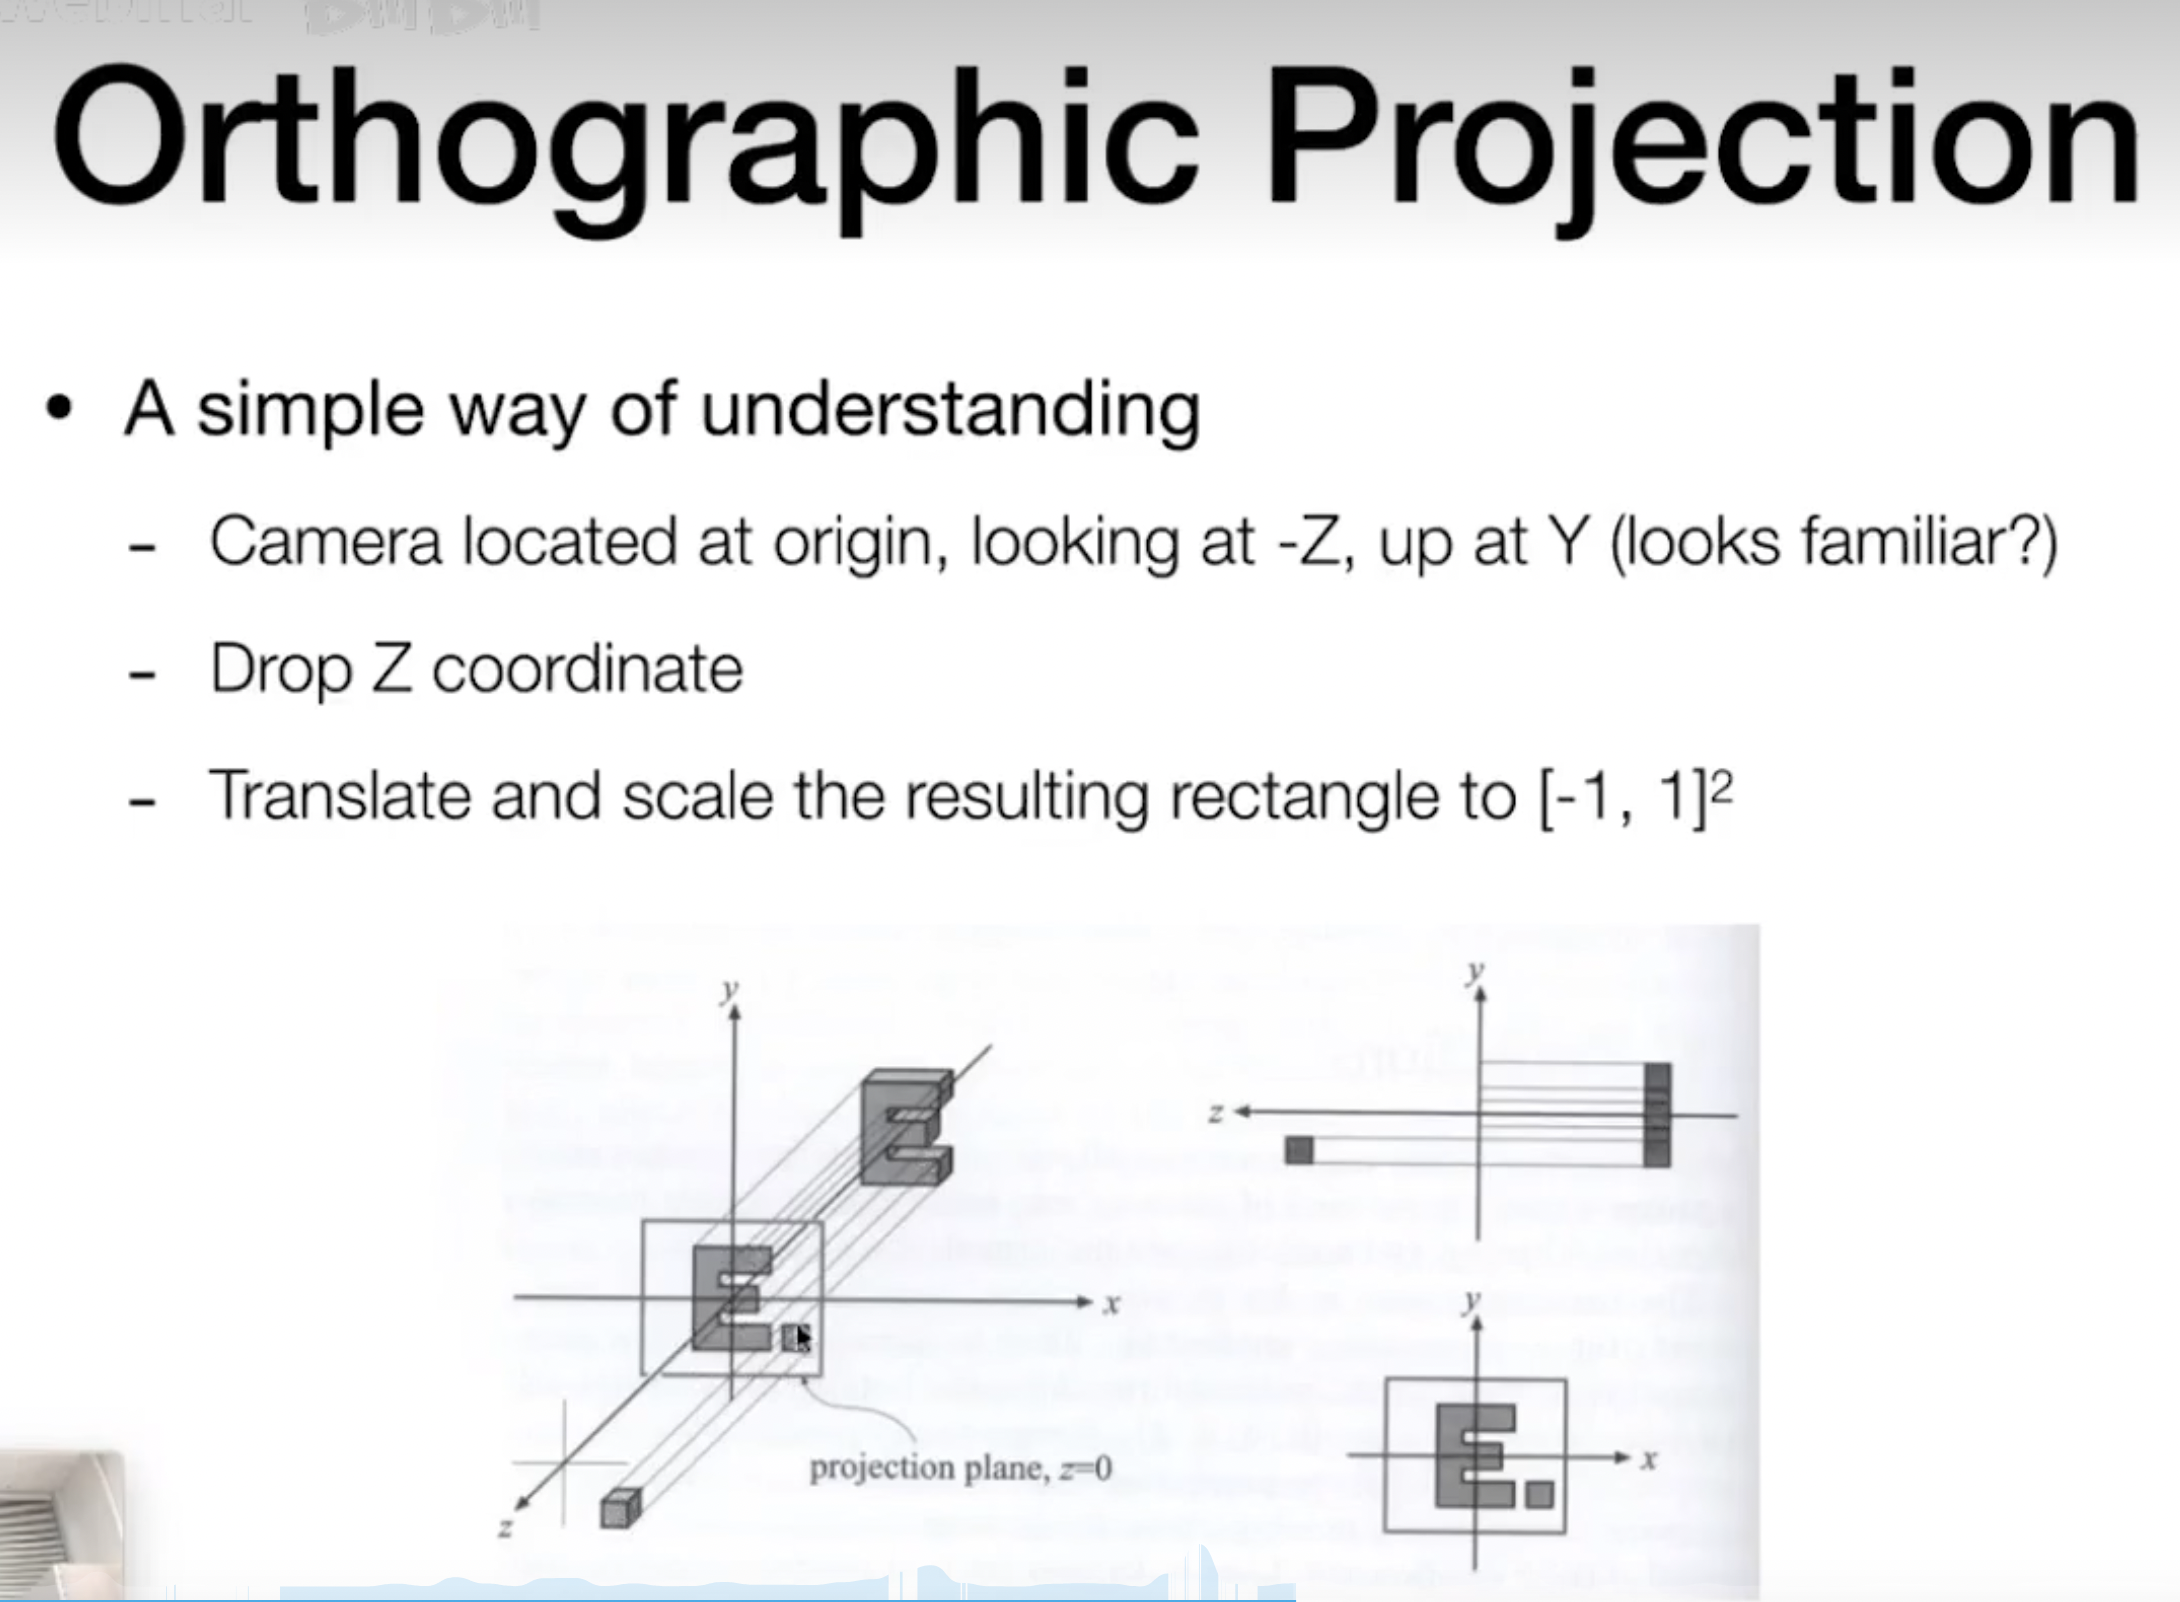 Orthographic Projection
• A simple way of understanding
- Camera located at origin, looking at -Z, up at Y (looks familiar?)
- Drop Z coordinate
- Translate and scale the resulting rectangle to [-1, 1]²
y
x
z
projection plane, z=0
y
z
y
x